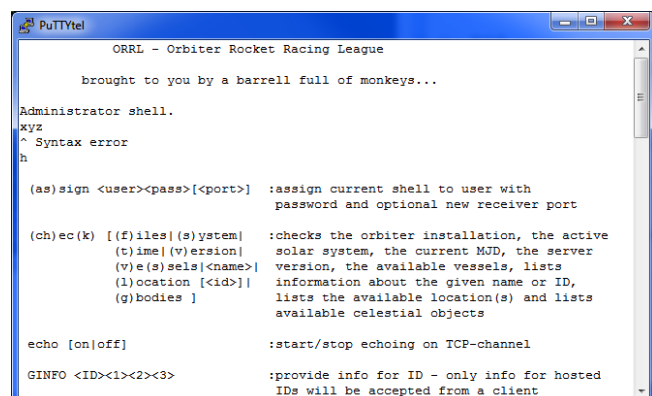 PuTTYtel
ORRL - Orbiter Rocket Racing League
brought to you by a barrell full of monkeys...
Administrator shell.
xyz
^ Syntax error
h
(as)sign <user><pass>[<port>] :assign current shell to user with
password and optional new receiver port
(ch)ec(k) [(f)iles|(s)ystem| :checks the orbiter installation, the active
(t)ime|(v)ersion| solar system, the current MJD, the server
(v)e(s)sels|<name>| version, the available vessels, lists
(l)ocation [<id>]| information about the given name or ID,
(g)bodies ] lists the available location(s) and lists
available celestial objects
echo [on|off] :start/stop echoing on TCP-channel
GINFO <ID><1><2><3> :provide info for ID - only info for hosted
IDs will be accepted from a client